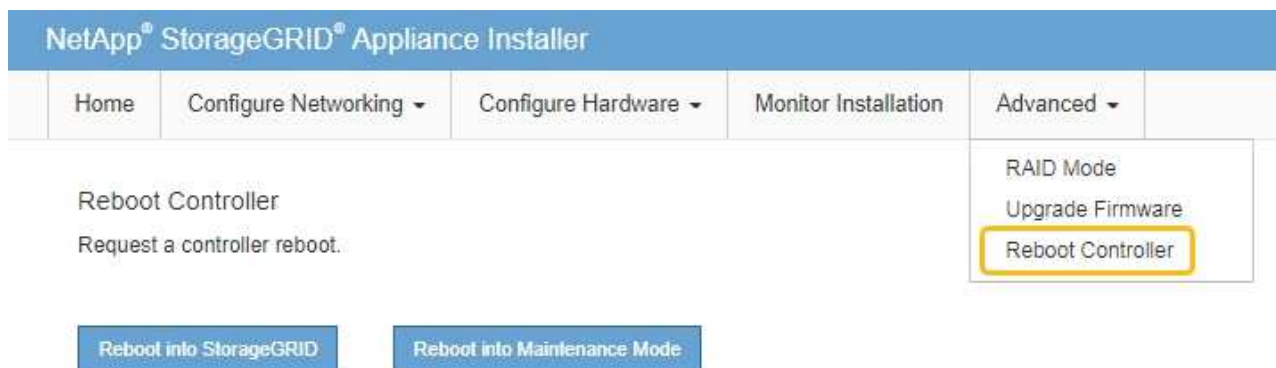 NetApp® StorageGRID® Appliance Installer
Home Configure Networking Configure Hardware Monitor Installation Advanced
RAID Mode
Upgrade Firmware
Reboot Controller
Reboot Controller
Request a controller reboot.
Reboot into StorageGRID Reboot into Maintenance Mode